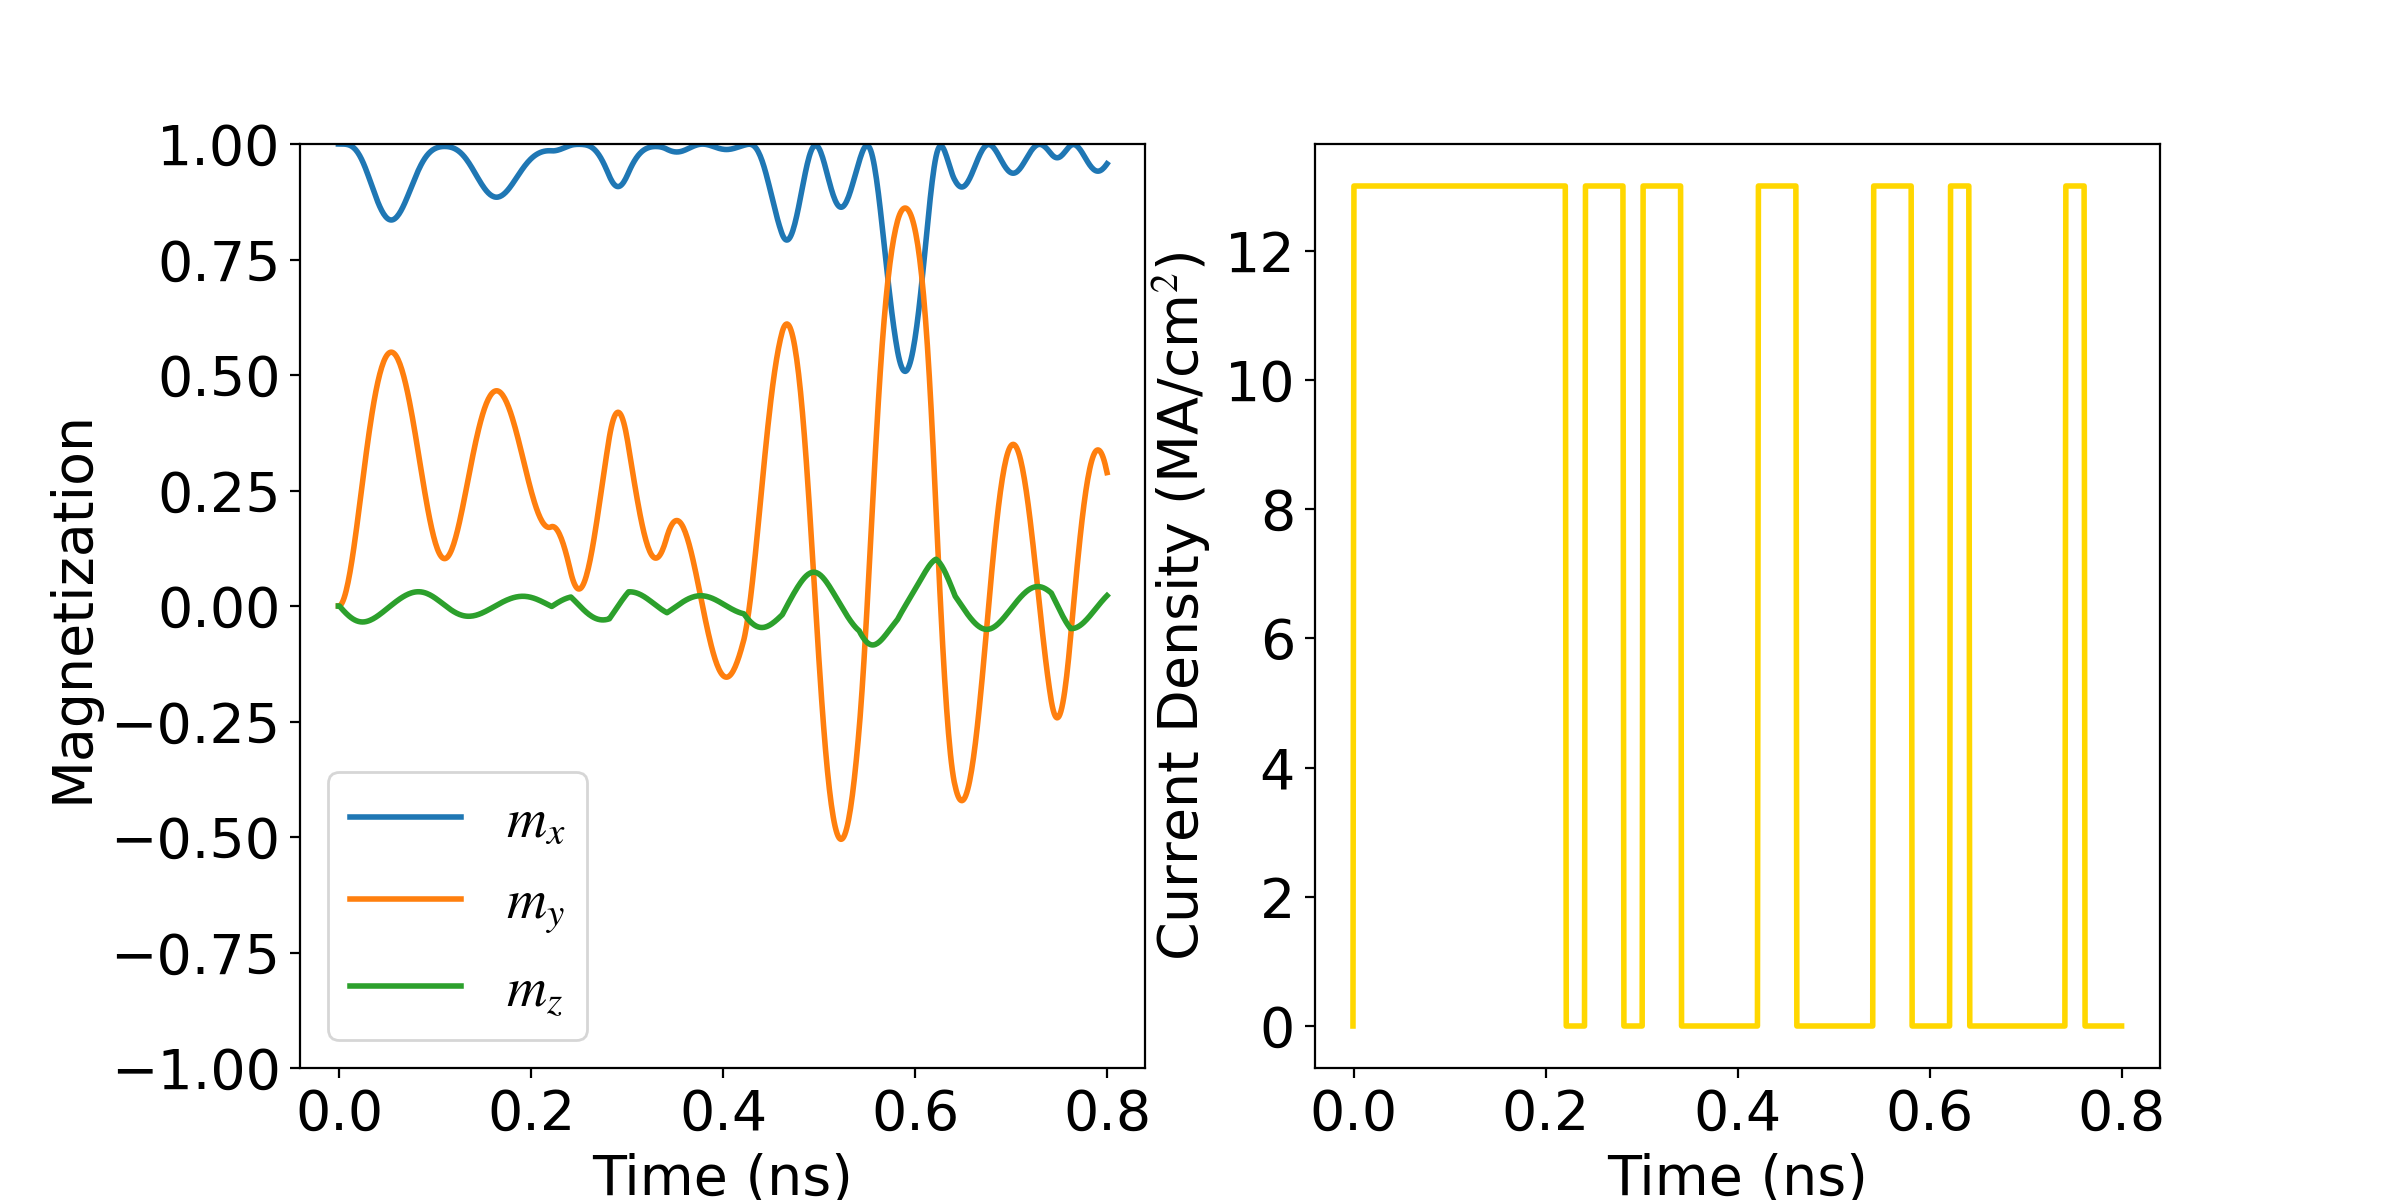 Magnetization
1.00
0.75
0.50
0.25
0.00
−0.25
−0.50
−0.75
−1.00
m_x
m_y
m_z
0.0 0.2 0.4 0.6 0.8
Time (ns)
Current Density (MA/cm²)
12
10
8
6
4
2
0
0.0 0.2 0.4 0.6 0.8
Time (ns)